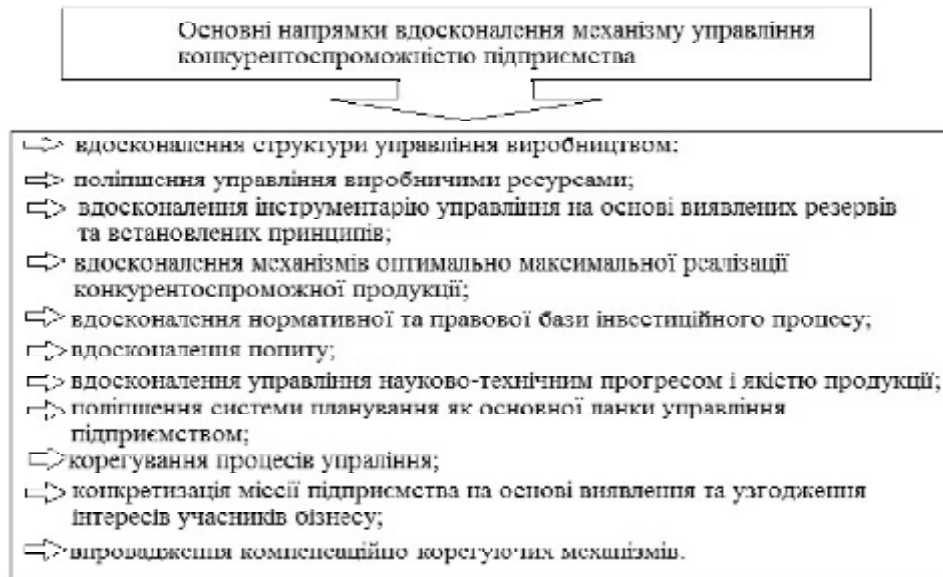 Основні напрямки вдосконалення механізму управління
конкурентоспроможністю підприємства
вдосконалення структури управління виробництвом;
поліпшення управління виробничими ресурсами;
вдосконалення інструментарію управління на основі виявлених резервів
та встановлених принципів;
вдосконалення механізмів оптимально максимальної реалізації
конкурентоспроможної продукції;
вдосконалення нормативної та правової бази інвестиційного процесу;
вдосконалення попиту;
вдосконалення управління науково-технічним прогресом і якістю продукції;
поліпшення системи планування як основної ланки управління
підприємством;
корегування процесів упраління;
конкретизація міссії підприємства на основі виявлення та узгодження
інтересів учасників бізнесу;
впровадження компенсаційно корегуючих механізмів.